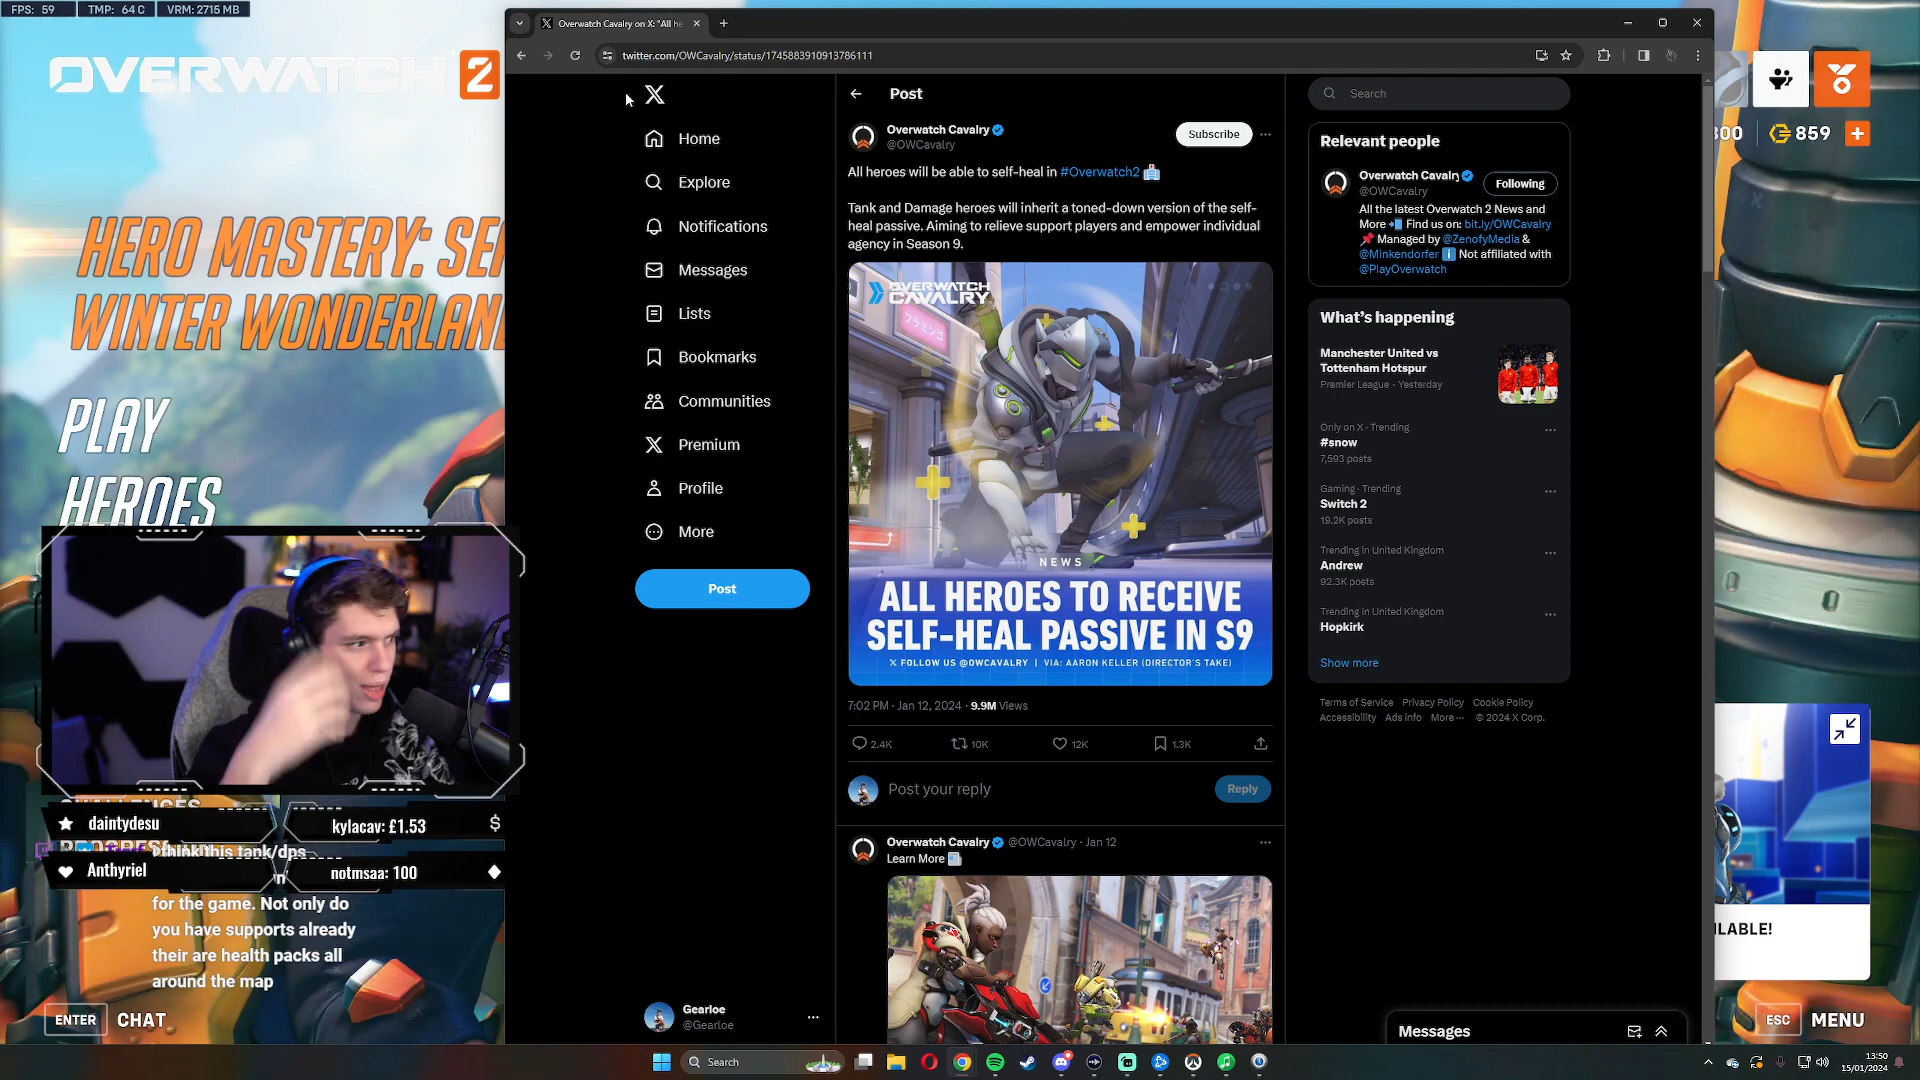 FPS: 59
TMP: 64 C
VRM: 2715 MB
OVERWATCH 2
HERO MASTERY:
WINTER WONDERLAN
PLAY
HEROES
CHALLENGES
daintydesu
kylacav: £1.53
$
think this tank/dps
Anthyriel
notmsaa: 100
for the game. Not only do
you have supports already
their are health packs all
around the map
ENTER CHAT
Overwatch Cavalry on X: "All he
twitter.com/OWCavalry/status/1745883910913786111
Home
Explore
Notifications
Messages
Lists
Bookmarks
Communities
Premium
Profile
More
Post
Gearloe
@Gearloe
Post
Overwatch Cavalry
@OWCavalry
Subscribe
All heroes will be able to self-heal in #Overwatch2
Tank and Damage heroes will inherit a toned-down version of the self-
heal passive. Aiming to relieve support players and empower individual
agency in Season 9.
OVERWATCH
CAVALRY
フラミンゴ
NEWS
ALL HEROES TO RECEIVE
SELF-HEAL PASSIVE IN S9
X FOLLOW US @OWCAVALRY | VIA: AARON KELLER (DIRECTOR'S TAKE)
7:02 PM · Jan 12, 2024 · 9.9M Views
2.4K
10K
12K
1.3K
Post your reply
Reply
Overwatch Cavalry @OWCavalry · Jan 12
Learn More
Search
Relevant people
Overwatch Cavalry
@OWCavalry
Following
All the latest Overwatch 2 News and
More Find us on: bit.ly/OWCavalry
Managed by @ZenofyMedia &
@Minkendorfer Not affiliated with
@PlayOverwatch
What's happening
Manchester United vs
Tottenham Hotspur
Premier League · Yesterday
Only on X · Trending
#snow
7,593 posts
Gaming · Trending
Switch 2
19.2K posts
Trending in United Kingdom
Andrew
92.3K posts
Trending in United Kingdom
Hopkirk
Show more
Terms of Service Privacy Policy Cookie Policy
Accessibility Ads info More ··· © 2024 X Corp.
Messages
859
ILABLE!
ESC MENU
Search
13:50
15/01/2024